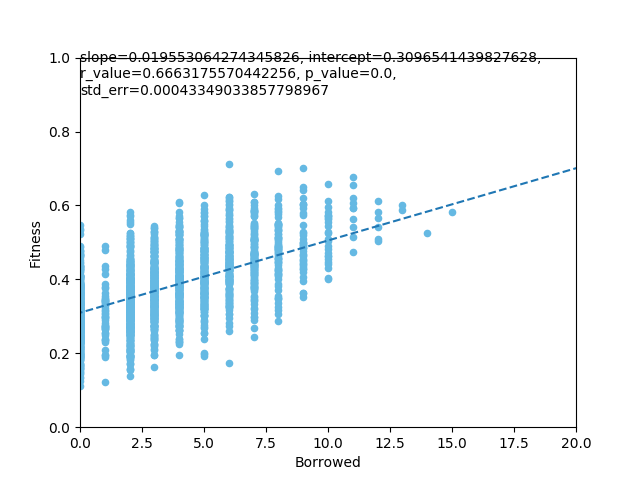 slope=0.019553064274345826, intercept=0.3096541439827628,
r_value=0.6663175570442256, p_value=0.0,
std_err=0.00043349033857798967
1.0
0.8
0.6
0.4
0.2
0.0
Fitness
0.0 2.5 5.0 7.5 10.0 12.5 15.0 17.5 20.0
Borrowed